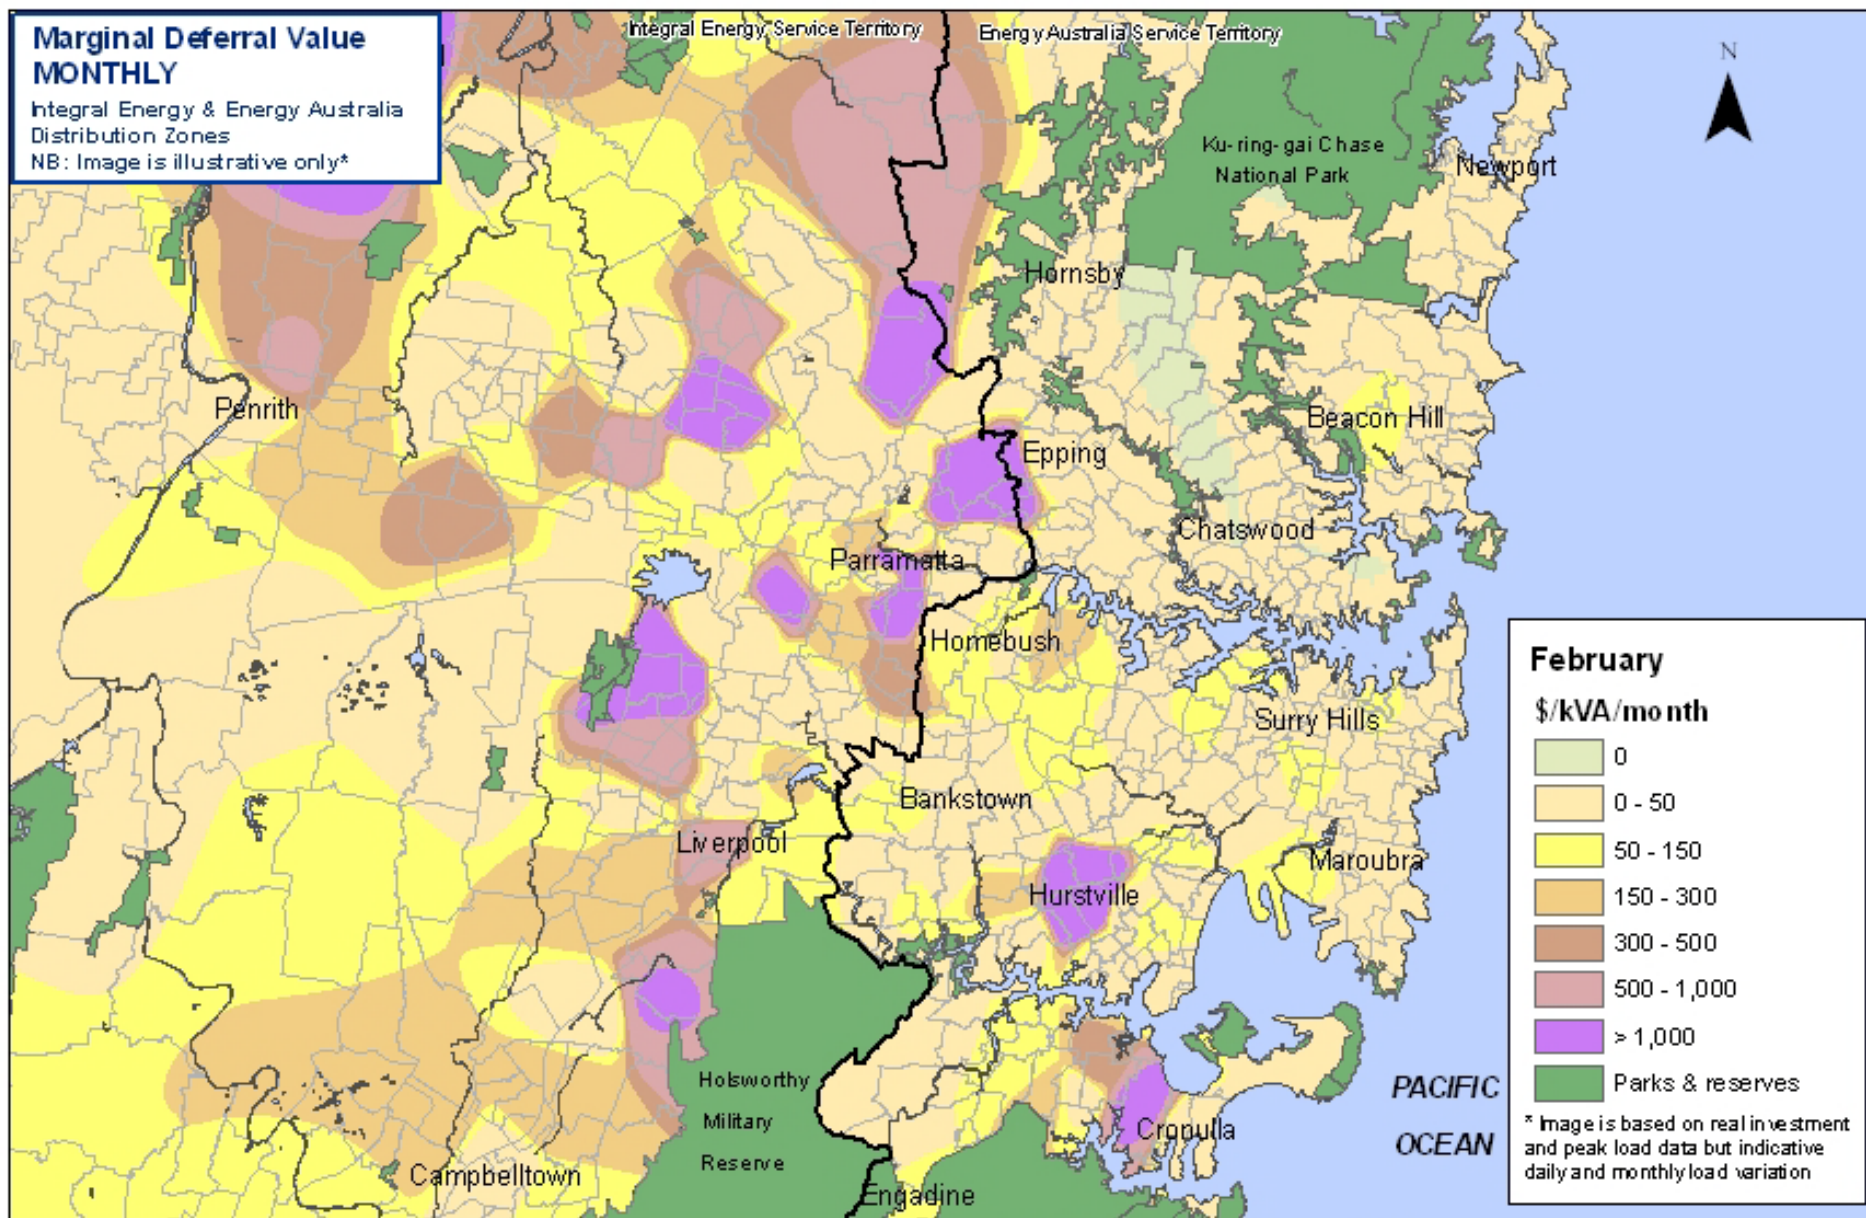 Marginal Deferral Value
MONTHLY
Integral Energy & Energy Australia
Distribution Zones
NB: Image is illustrative only*
Integral Energy Service Territory
Energy Australia Service Territory
N
Ku-ring-gai Chase
National Park
Newport
Hornsby
Penrith
Beacon Hill
Epping
Chatswood
Parramatta
Homebush
Surry Hills
Bankstown
Liverpool
Maroubra
Hurstville
Holsworthy
Military
Reserve
Cronulla
Campbelltown
Engadine
PACIFIC
OCEAN
February
$/kVA/month
0
0 - 50
50 - 150
150 - 300
300 - 500
500 - 1,000
> 1,000
Parks & reserves
* Image is based on real investment
and peak load data but indicative
daily and monthly load variation